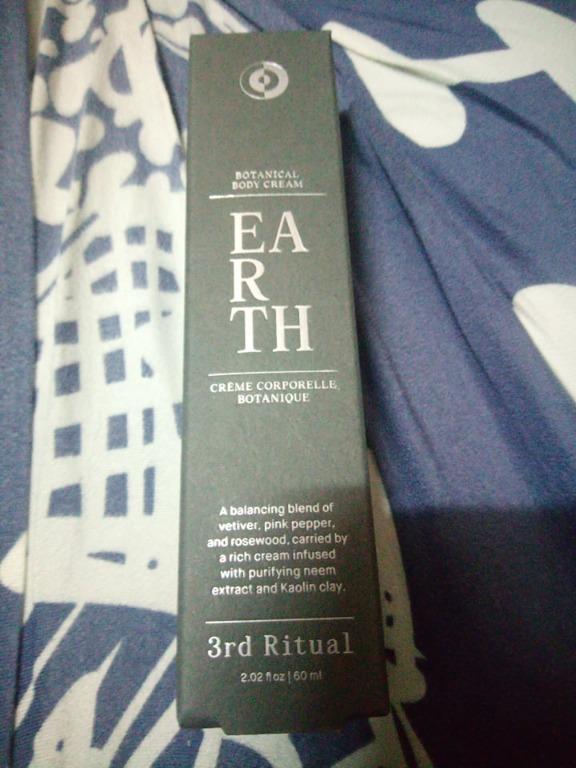 BOTANICAL
BODY CREAM
EA
R
TH
CRÈME CORPORELLE
BOTANIQUE
A balancing blend of
vetiver, pink pepper,
and rosewood, carried by
a rich cream infused
with purifying neem
extract and Kaolin clay.
3rd Ritual
2.02 fl oz | 60 ml